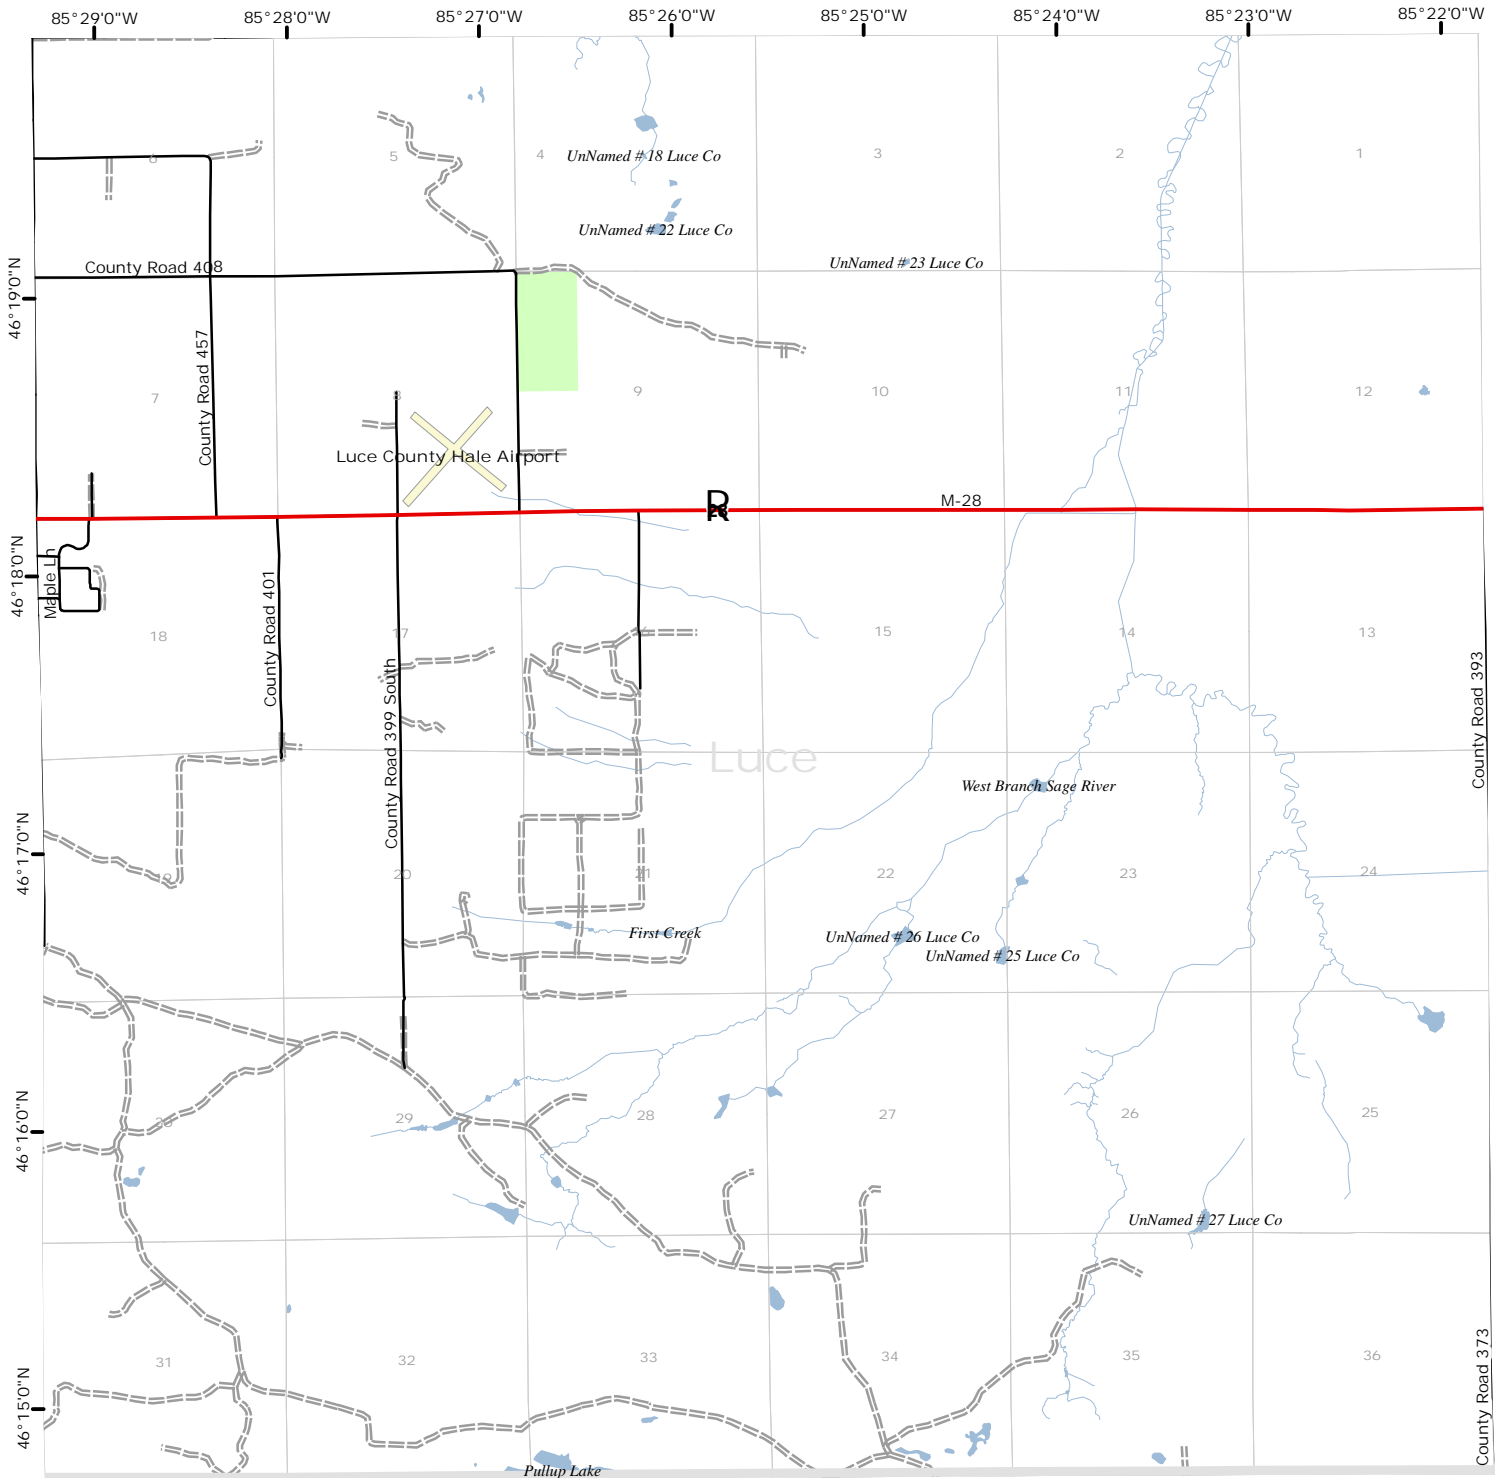 85°29'0"W 85°28'0"W 85°27'0"W 85°26'0"W 85°25'0"W 85°24'0"W 85°23'0"W 85°22'0"W
6 5 4 3 2 1
UnNamed # 18 Luce Co
UnNamed # 22 Luce Co
County Road 408
UnNamed # 23 Luce Co
46°19'0"N
County Road 457
7 8 9 10 11 12
Luce County Hale Airport
M-28
46°18'0"N
Maple Ln
County Road 401
18 17 15 14 13
County Road 399 South
County Road 393
Luce
West Branch Sage River
46°17'0"N
19 20 21 22 23 24
First Creek
UnNamed # 26 Luce Co
UnNamed # 25 Luce Co
46°16'0"N
30 29 28 27 26 25
UnNamed # 27 Luce Co
31 32 33 34 35 36
46°15'0"N
County Road 373
Pullup Lake